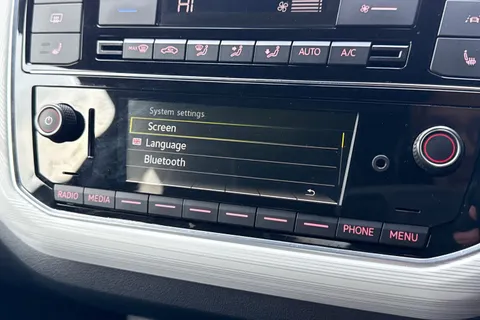 Hi
MAX
AUTO
A/C
System settings
Screen
Language
Bluetooth
RADIO
MEDIA
PHONE
MENU